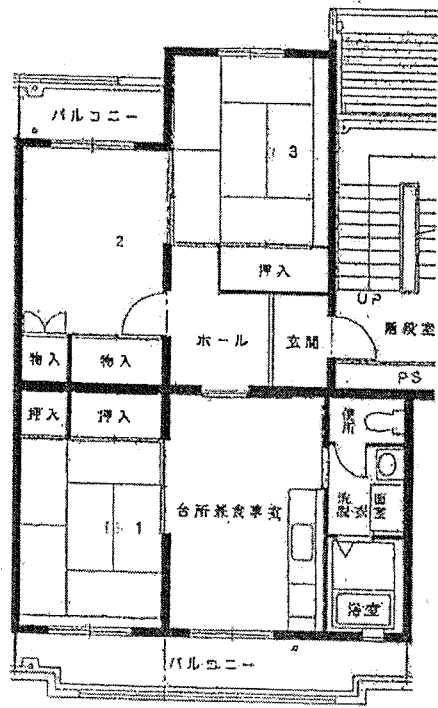 バルコニー
3
2
押入
UP
ホール
玄関
階段室
物入
物入
PS
押入
押入
便所
台所兼食事室
洗面
脱衣室
1
浴室
バルコニー